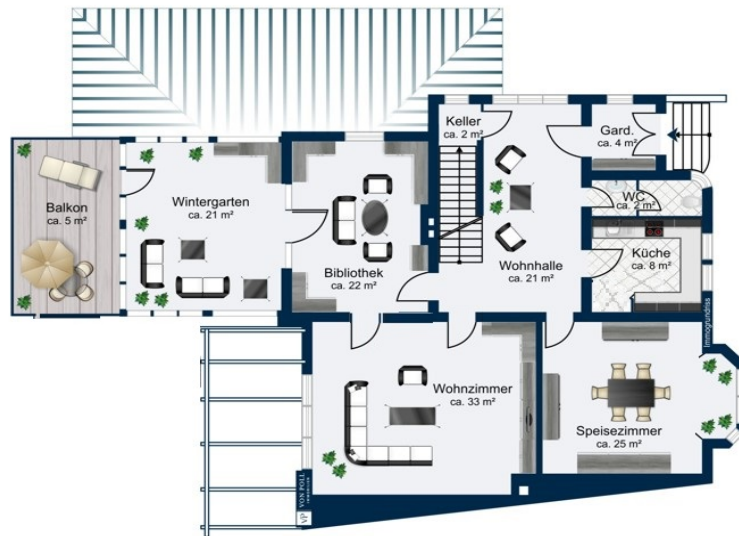 Keller
ca. 2 m²
Gard.
ca. 4 m²
Wintergarten
ca. 21 m²
Balkon
ca. 5 m²
WC
ca. 2 m²
Bibliothek
ca. 22 m²
Wohnhalle
ca. 21 m²
Küche
ca. 8 m²
Immogrundriss
Wohnzimmer
ca. 33 m²
Speisezimmer
ca. 25 m²
VON POLL
IMMOBILIEN
VP